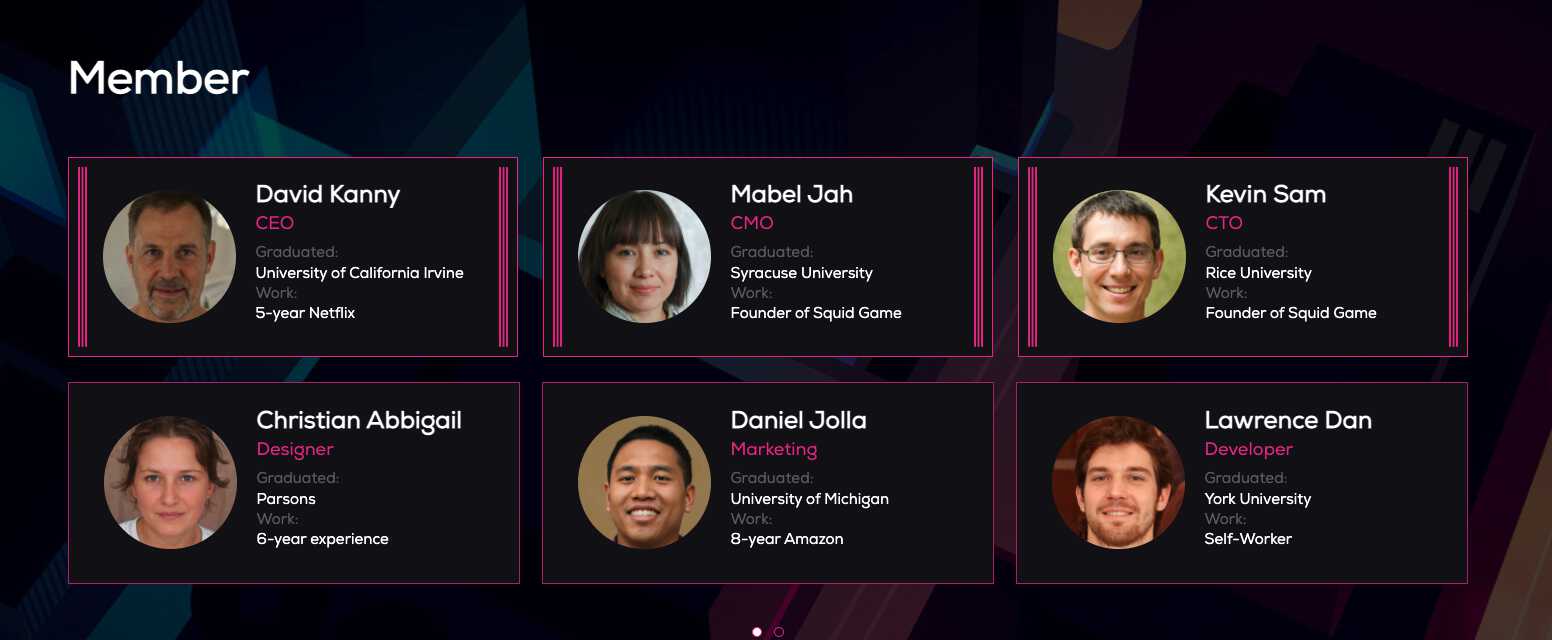 Member
David Kanny
CEO
Graduated:
University of California Irvine
Work:
5-year Netflix
Mabel Jah
CMO
Graduated:
Syracuse University
Work:
Founder of Squid Game
Kevin Sam
CTO
Graduated:
Rice University
Work:
Founder of Squid Game
Christian Abbigail
Designer
Graduated:
Parsons
Work:
6-year experience
Daniel Jolla
Marketing
Graduated:
University of Michigan
Work:
8-year Amazon
Lawrence Dan
Developer
Graduated:
York University
Work:
Self-Worker